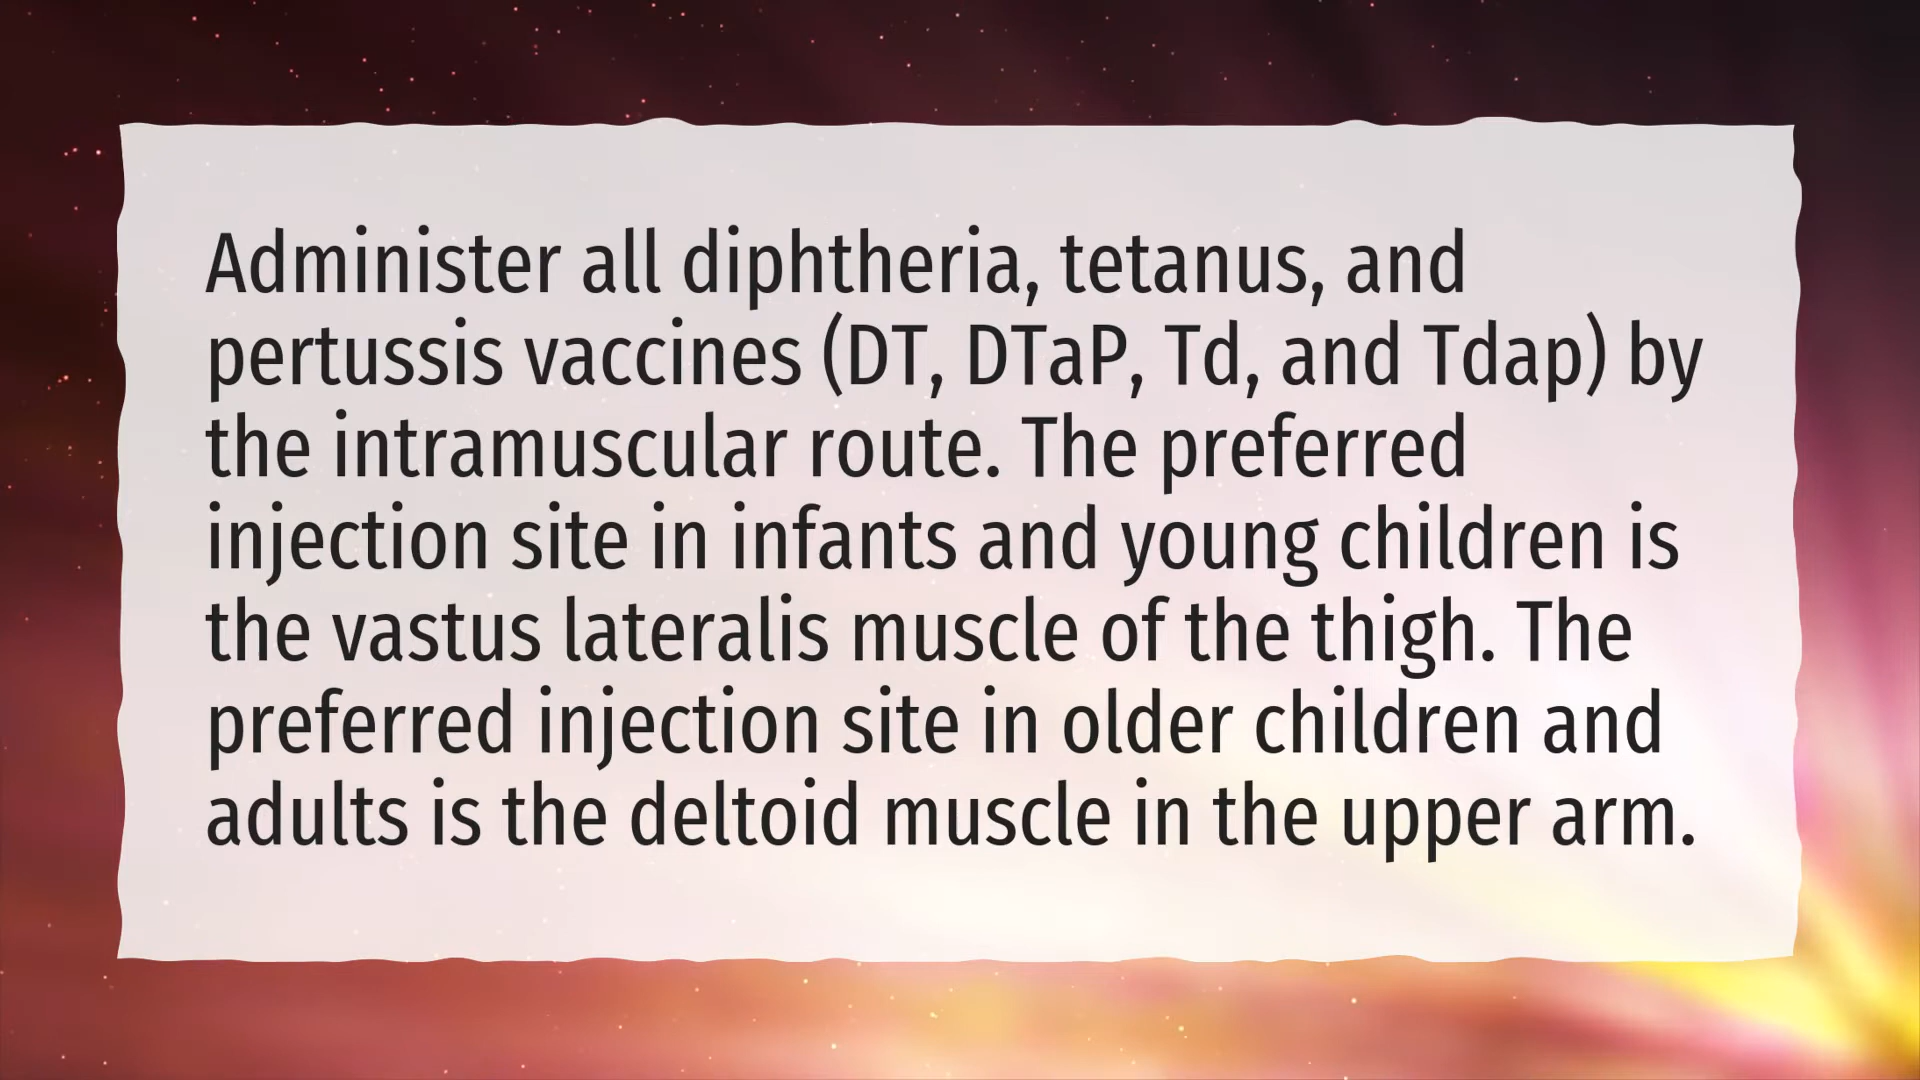 Administer all diphtheria, tetanus, and
pertussis vaccines (DT, DTaP, Td, and Tdap) by
the intramuscular route. The preferred
injection site in infants and young children is
the vastus lateralis muscle of the thigh. The
preferred injection site in older children and
adults is the deltoid muscle in the upper arm.